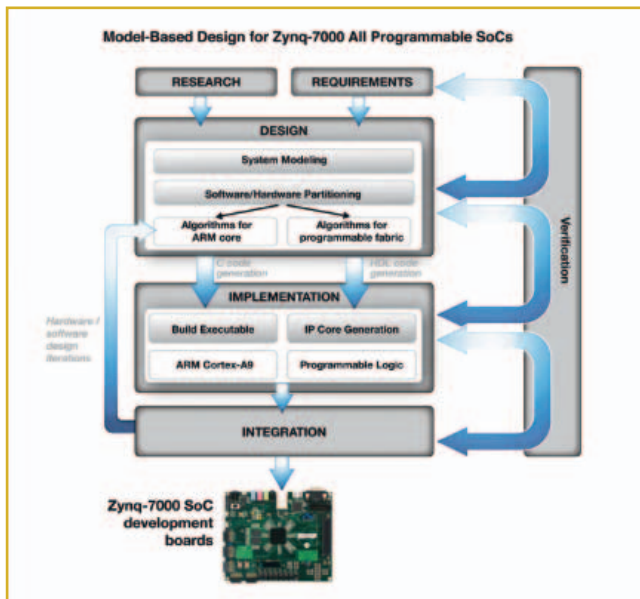 Model-Based Design for Zynq-7000 All Programmable SoCs
RESEARCH
REQUIREMENTS
DESIGN
System Modeling
Software/Hardware Partitioning
Algorithms for
ARM core
Algorithms for
programmable fabric
C code
generation
HDL code
generation
IMPLEMENTATION
Build Executable
IP Core Generation
ARM Cortex-A9
Programmable Logic
Hardware /
software
design
iterations
INTEGRATION
Verification
Zynq-7000 SoC
development
boards